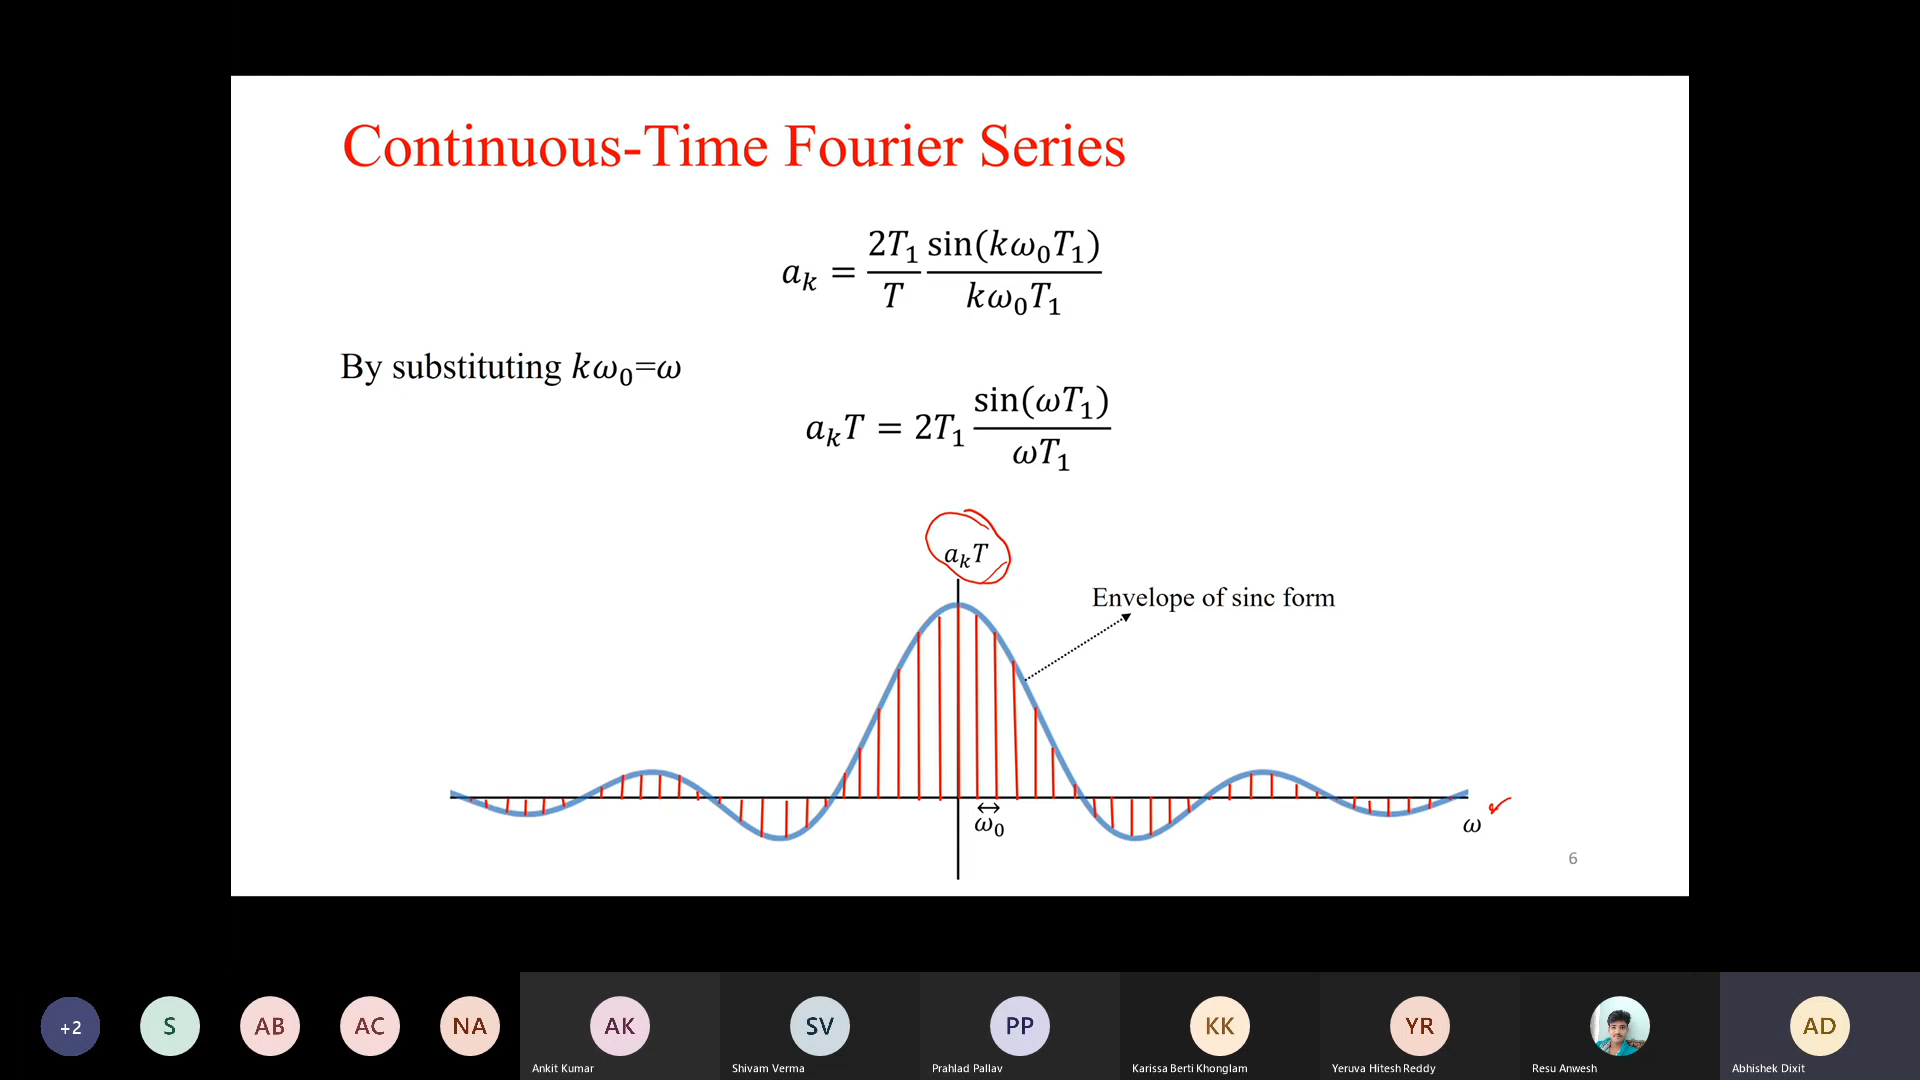 Continuous-Time Fourier Series
a_k = 2T_1/T sin(kω_0T_1)/kω_0T_1
By substituting kω_0=ω
a_kT = 2T_1 sin(ωT_1)/ωT_1
a_kT
Envelope of sinc form
ω_0
ω
6
+2
S
AB
AC
NA
AK
SV
PP
KK
YR
AD
Ankit Kumar
Shivam Verma
Prahlad Pallav
Karissa Berti Khonglam
Yeruva Hitesh Reddy
Resu Anwesh
Abhishek Dixit